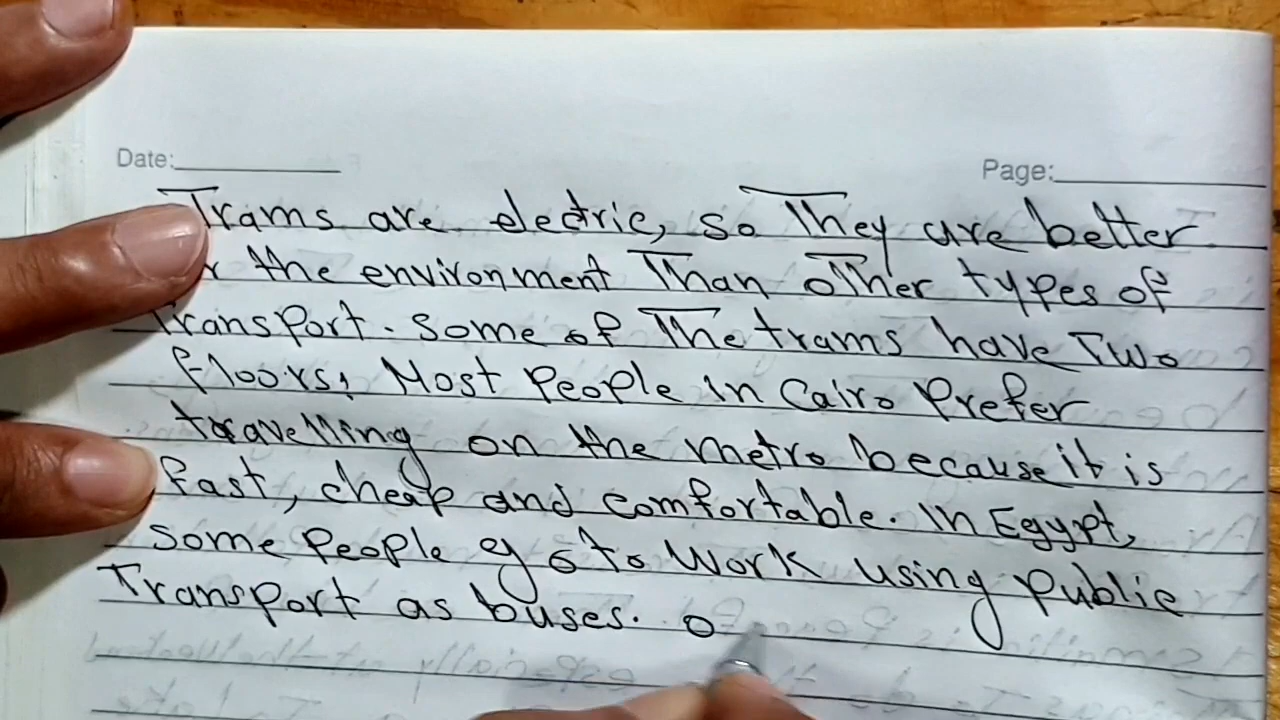 Date:
Page:
Trams are electric, so They are better
the environment Than other types of
Transport. some of The trams have Two
floors, Most People in Cairo Prefer
travelling on the metro because it is
fast, cheap and comfortable. In Egypt,
some People go to work using public
Transport as buses. o